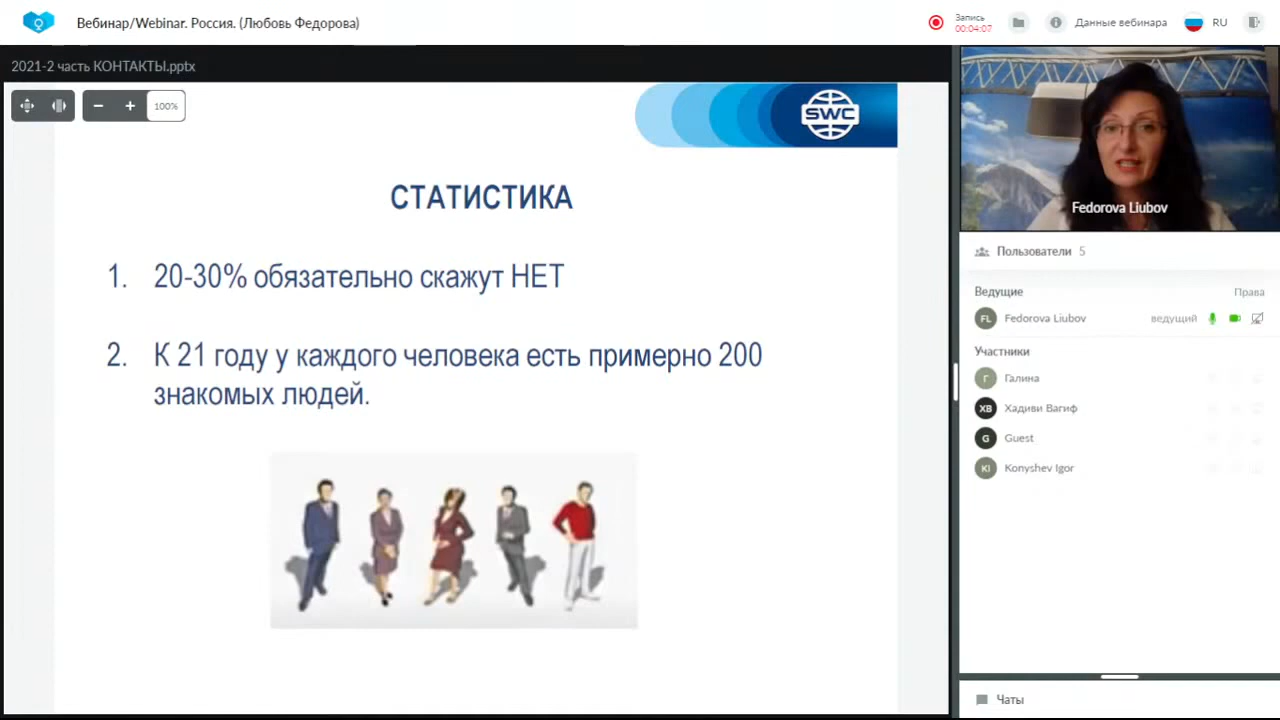 Вебинар/Webinar. Россия. (Любовь Федорова)
Запись
00:04:07
Данные вебинара
RU
2021-2 часть КОНТАКТЫ.pptx
100%
SWC
СТАТИСТИКА
1. 20-30% обязательно скажут НЕТ
2. К 21 году у каждого человека есть примерно 200
знакомых людей.
Fedorova Liubov
Пользователи 5
Ведущие Права
FL Fedorova Liubov ведущий
Участники
Г Галина
ХВ Хадиви Вагиф
G Guest
KI Konyshev Igor
Чаты